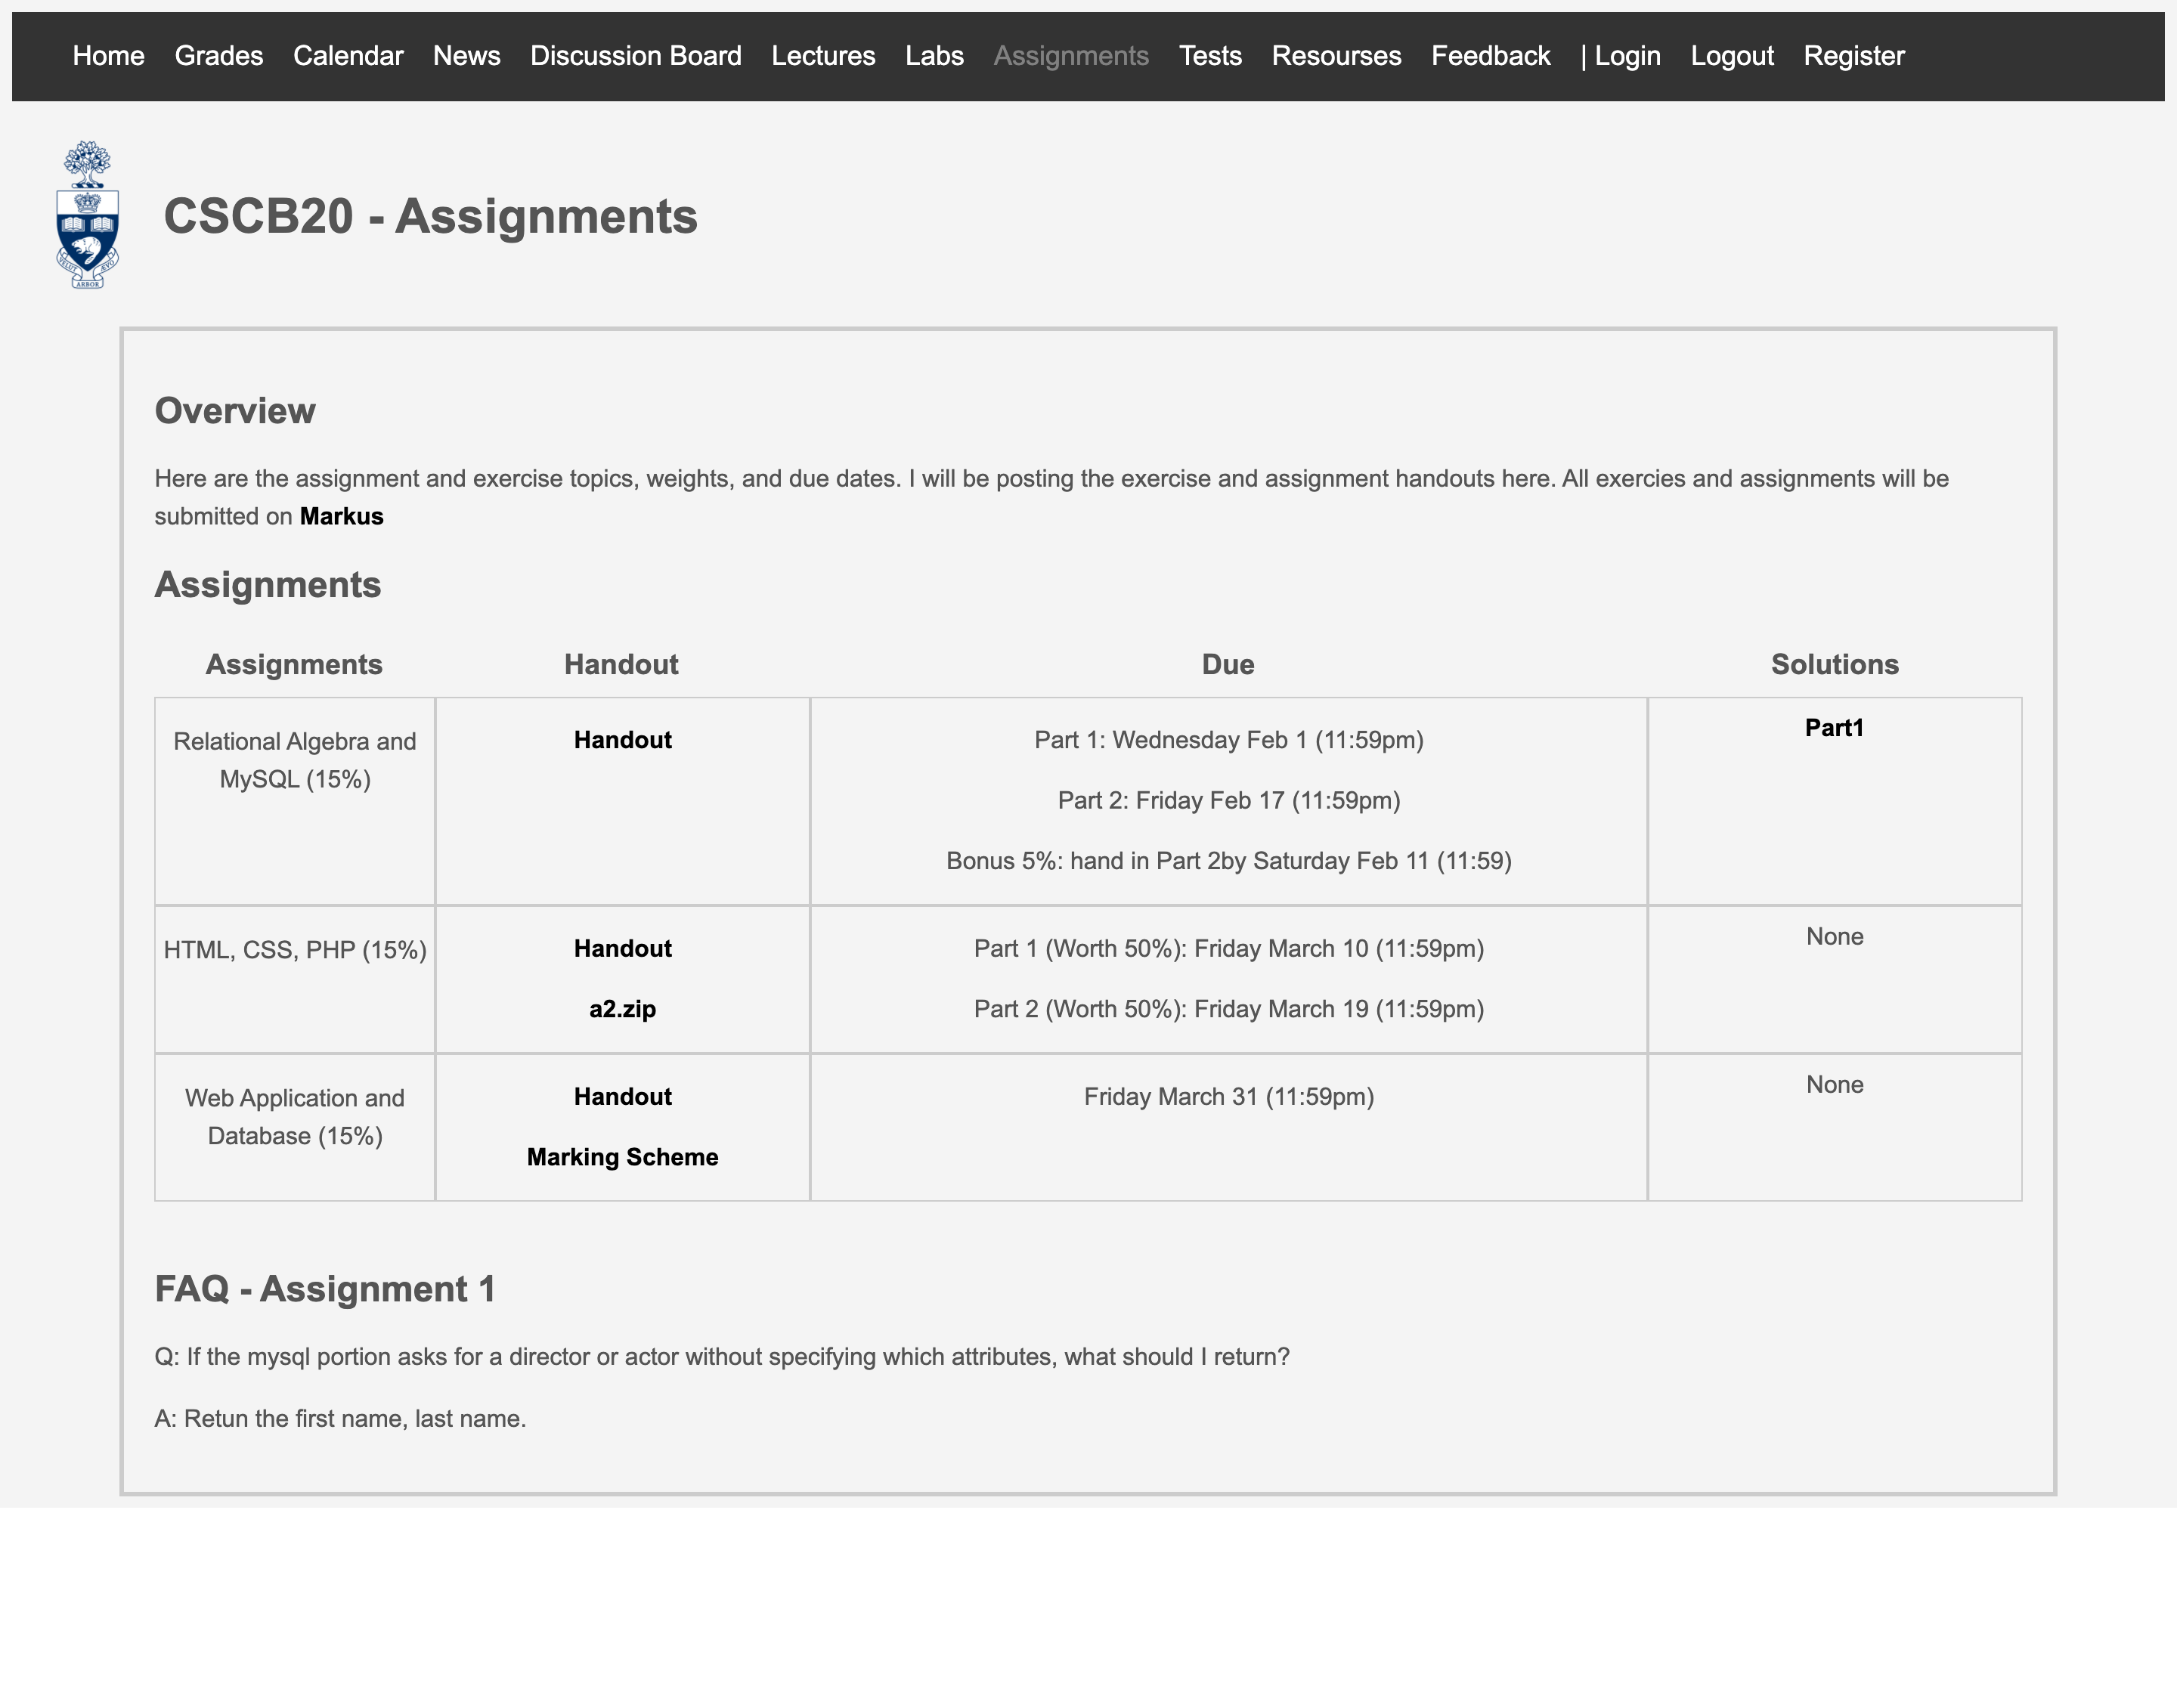 Home Grades Calendar News Discussion Board Lectures Labs Assignments Tests Resourses Feedback | Login Logout Register
VELUT ARBOR ÆVO
CSCB20 - Assignments
Overview
Here are the assignment and exercise topics, weights, and due dates. I will be posting the exercise and assignment handouts here. All exercies and assignments will be
submitted on Markus
Assignments
Assignments Handout Due Solutions
Relational Algebra and
MySQL (15%)
Handout
Part 1: Wednesday Feb 1 (11:59pm)
Part 2: Friday Feb 17 (11:59pm)
Bonus 5%: hand in Part 2by Saturday Feb 11 (11:59)
Part1
HTML, CSS, PHP (15%)
Handout
a2.zip
Part 1 (Worth 50%): Friday March 10 (11:59pm)
Part 2 (Worth 50%): Friday March 19 (11:59pm)
None
Web Application and
Database (15%)
Handout
Marking Scheme
Friday March 31 (11:59pm)
None
FAQ - Assignment 1
Q: If the mysql portion asks for a director or actor without specifying which attributes, what should I return?
A: Retun the first name, last name.